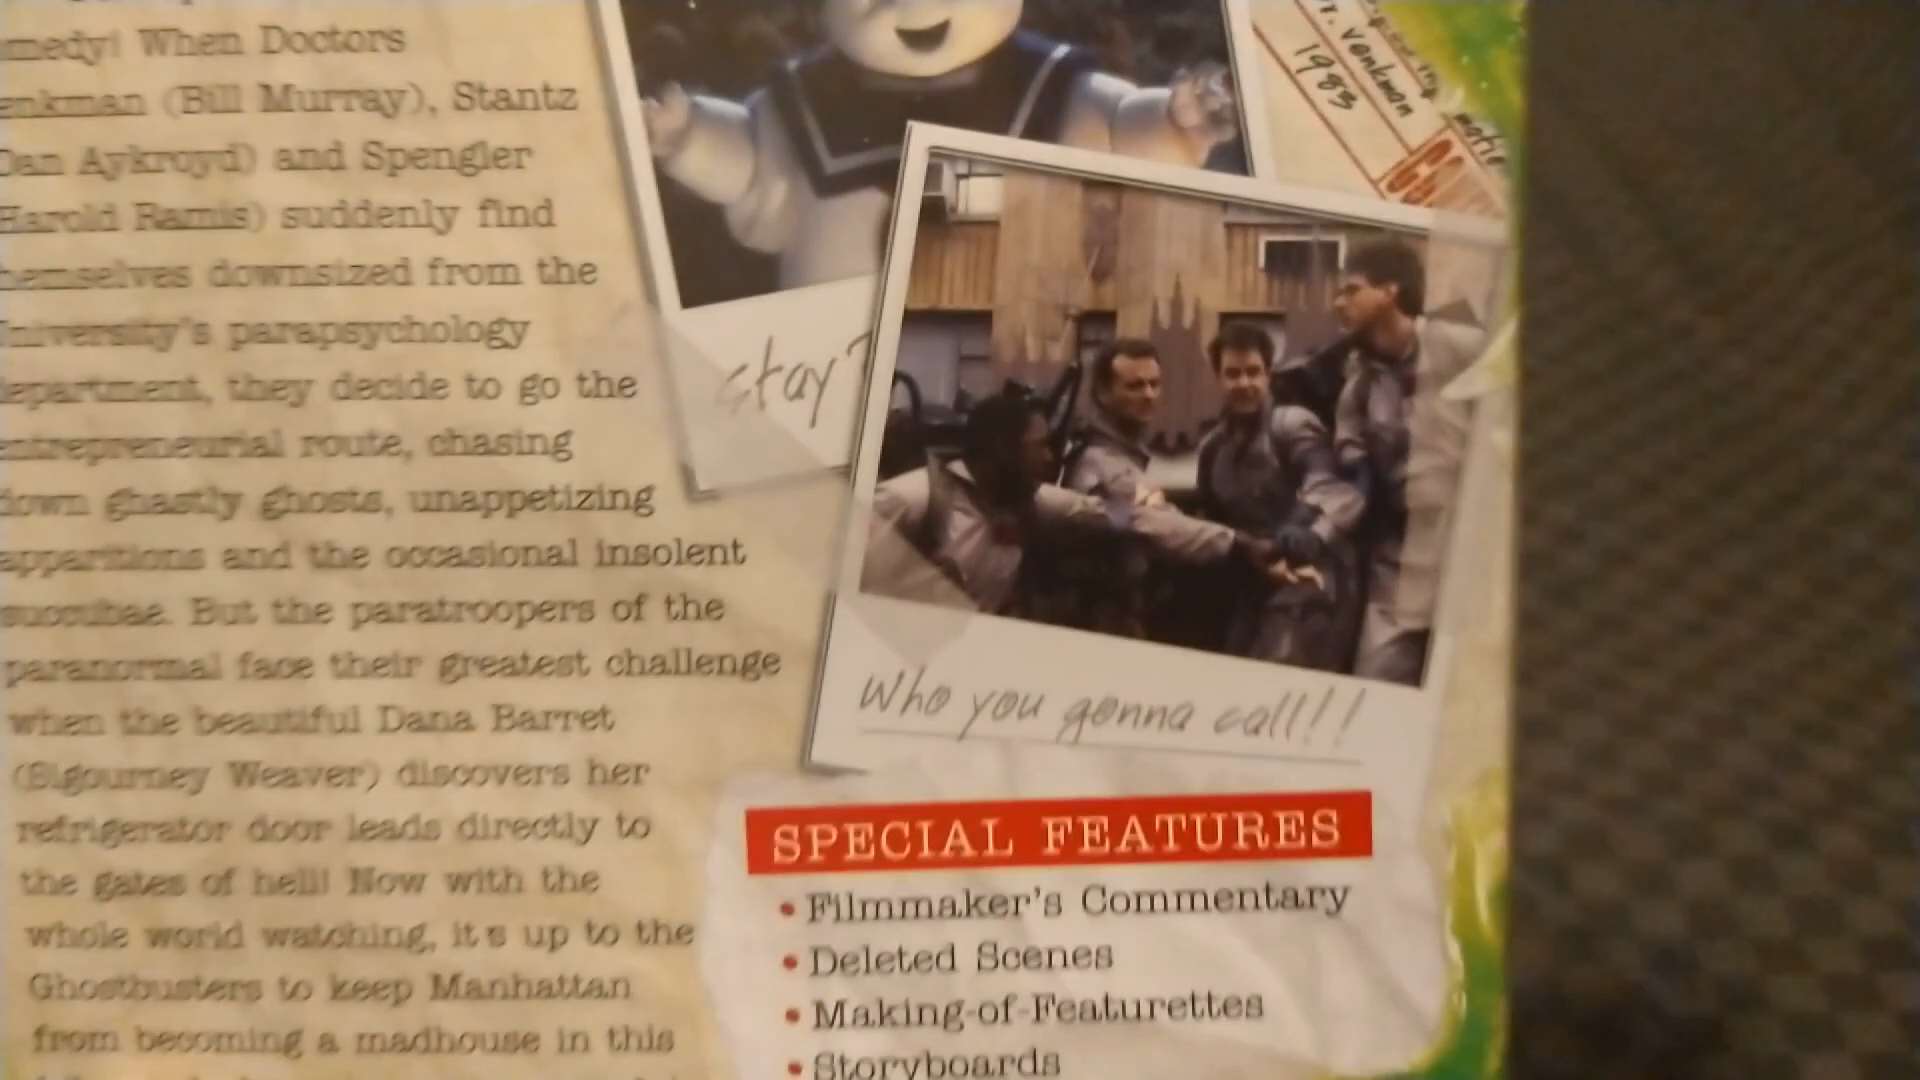 medy! When Doctors
enkman (Bill Murray), Stantz
Dan Aykroyd) and Spengler
Harold Ramis) suddenly find
hemselves downsized from the
niversity's parapsychology
epartment, they decide to go the
entrepreneurial route, chasing
down ghastly ghosts, unappetizing
apparitions and the occasional insolent
succubae. But the paratroopers of the
paranormal face their greatest challenge
when the beautiful Dana Barret
(Sigourney Weaver) discovers her
refrigerator door leads directly to
the gates of hell! Now with the
whole world watching, it's up to the
Ghostbusters to keep Manhattan
from becoming a madhouse in this
Dr. Venkman
1983
Stay
Who you gonna call!!
SPECIAL FEATURES
• Filmmaker's Commentary
• Deleted Scenes
• Making-of-Featurettes
• Storyboards